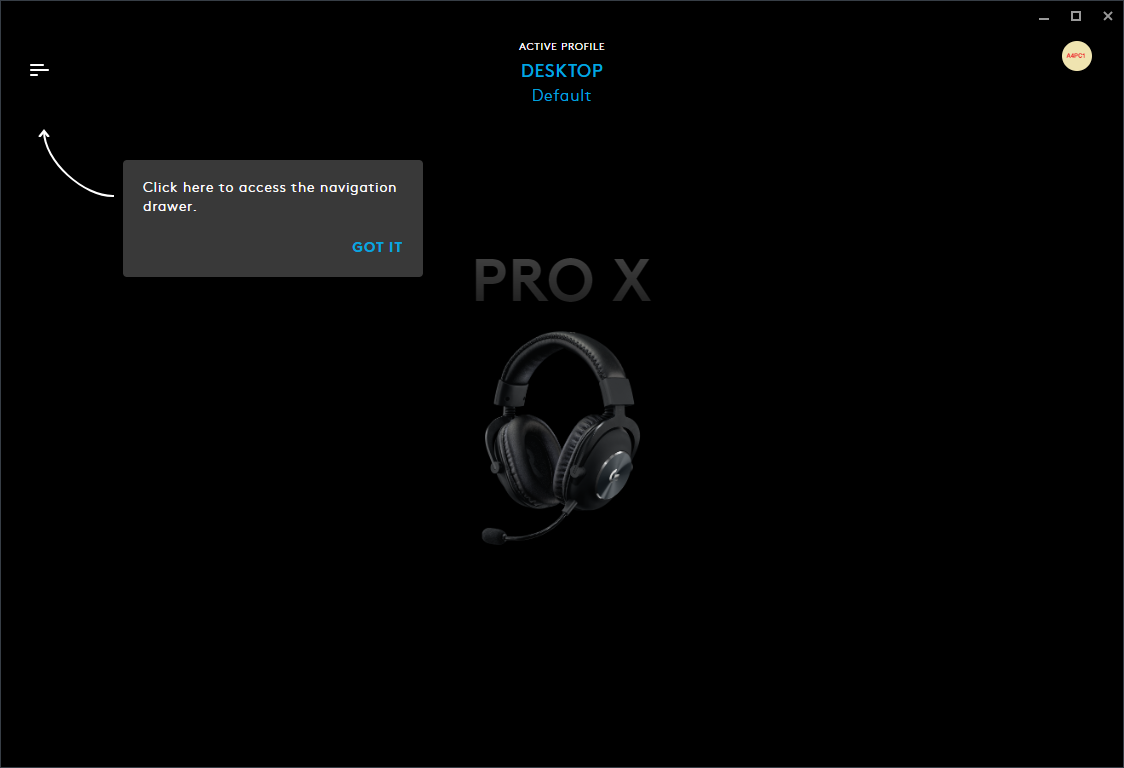 ACTIVE PROFILE
DESKTOP
Default
A4PC1
Click here to access the navigation
drawer.
GOT IT
PRO X